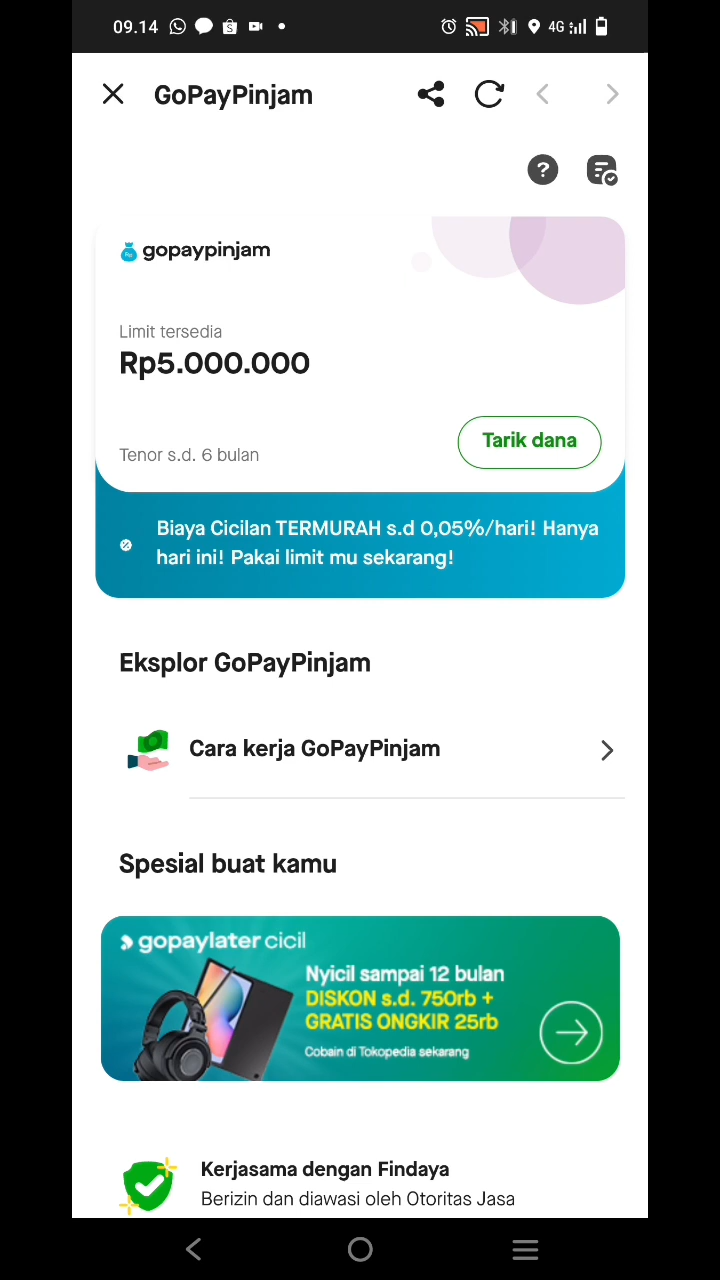 09.14
4G
GoPayPinjam
gopaypinjam
Limit tersedia
Rp5.000.000
Tenor s.d. 6 bulan
Tarik dana
Biaya Cicilan TERMURAH s.d 0,05%/hari! Hanya
hari ini! Pakai limit mu sekarang!
Eksplor GoPayPinjam
Cara kerja GoPayPinjam
Spesial buat kamu
gopaylater cicil
Nyicil sampai 12 bulan
DISKON s.d. 750rb +
GRATIS ONGKIR 25rb
Cobain di Tokopedia sekarang
Kerjasama dengan Findaya
Berizin dan diawasi oleh Otoritas Jasa